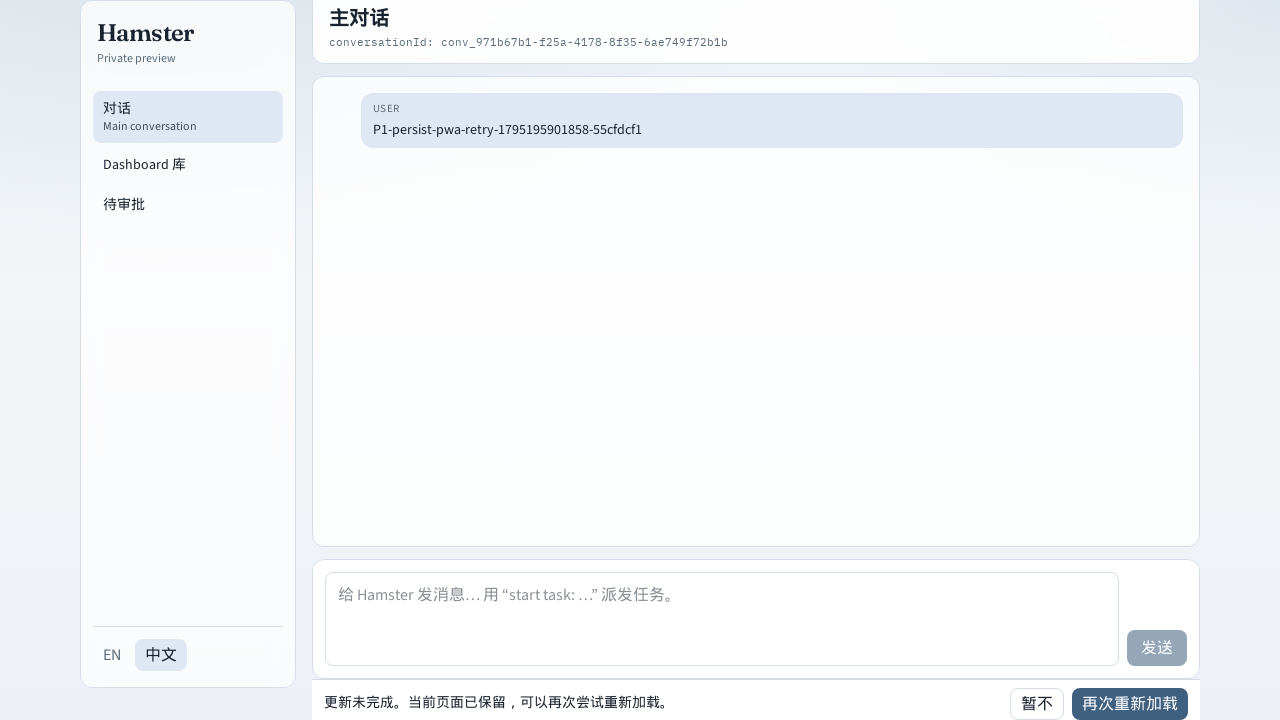 Hamster
Private preview
对话
Main conversation
Dashboard 库
待审批
EN
中文
主对话
conversationId: conv_971b67b1-f25a-4178-8f35-6ae749f72b1b
USER
P1-persist-pwa-retry-1795195901858-55cfdcf1
给 Hamster 发消息… 用 “start task: …” 派发任务。
发送
更新未完成。当前页面已保留，可以再次尝试重新加载。
暂不
再次重新加载